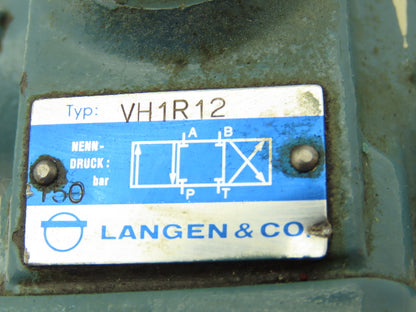 Typ: VH1R12
NENN-
DRUCK:
bar
150
A B
P T
LANGEN & CO